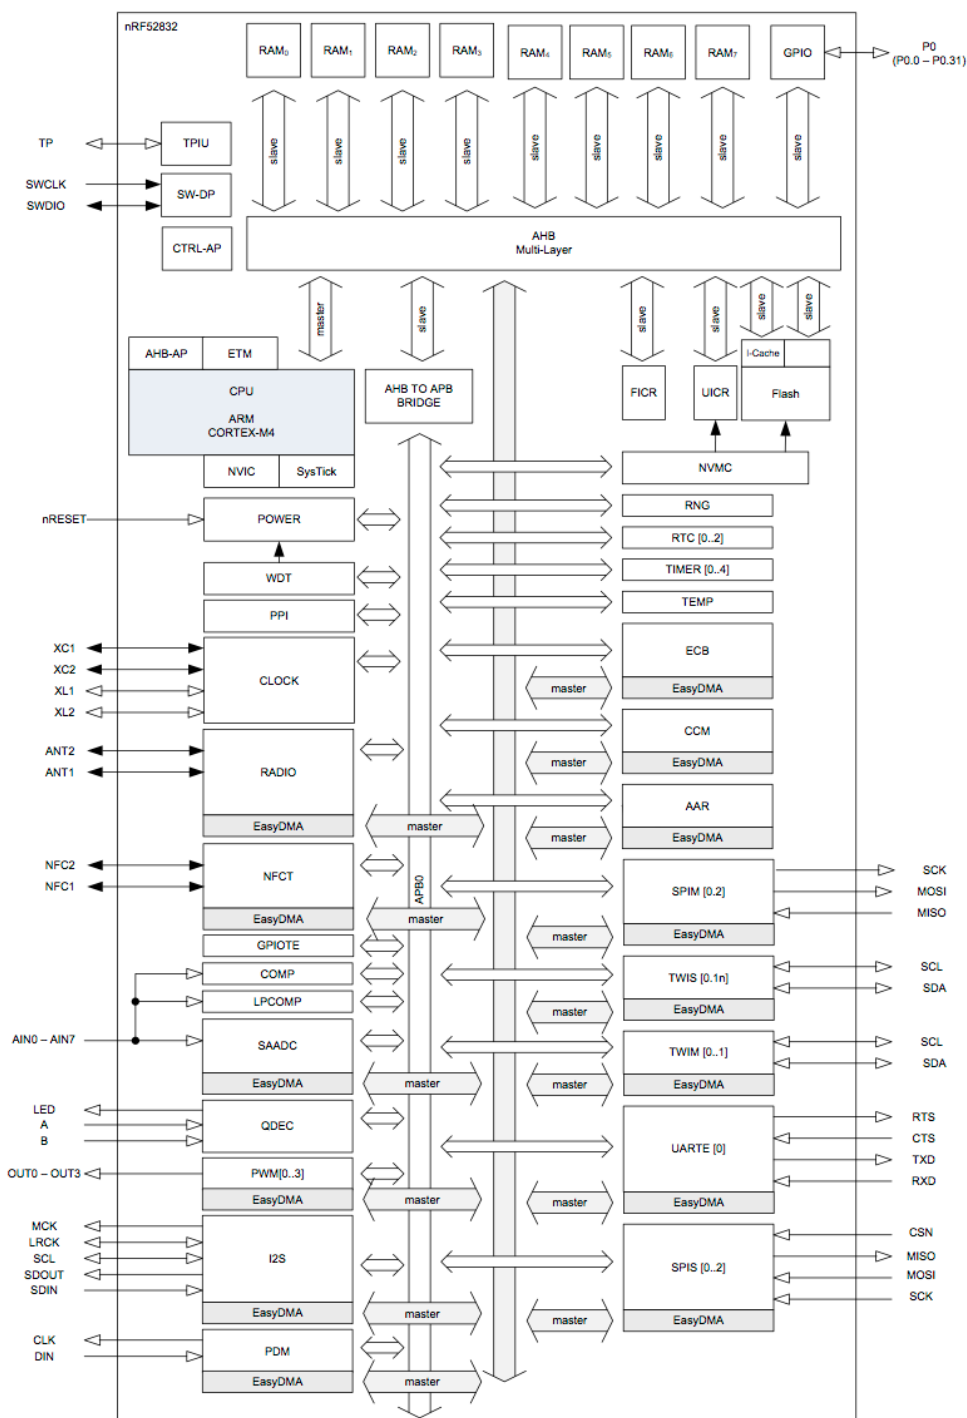 nRF52832
RAM0 RAM1 RAM2 RAM3 RAM4 RAM5 RAM6 RAM7 GPIO
P0
(P0.0 – P0.31)
slave slave slave slave slave slave slave slave slave
TP
TPIU
SWCLK
SWDIO
SW-DP
CTRL-AP
AHB
Multi-Layer
master slave slave slave slave slave
AHB-AP ETM
CPU
ARM
CORTEX-M4
NVIC SysTick
AHB TO APB
BRIDGE
FICR UICR
I-Cache
Flash
NVMC
nRESET
POWER
RNG
RTC [0..2]
WDT
TIMER [0..4]
PPI
TEMP
XC1
XC2
XL1
XL2
CLOCK
ECB
master EasyDMA
CCM
master EasyDMA
ANT2
ANT1
RADIO
EasyDMA master
AAR
master EasyDMA
NFC2
NFC1
NFCT
EasyDMA master
APB0
SPIM [0.2]
master EasyDMA
SCK
MOSI
MISO
GPIOTE
COMP
LPCOMP
AIN0 – AIN7
SAADC
EasyDMA master
TWIS [0.1n]
master EasyDMA
SCL
SDA
TWIM [0..1]
master EasyDMA
SCL
SDA
LED
A
B
QDEC
UARTE [0]
master EasyDMA
RTS
CTS
TXD
RXD
OUT0 – OUT3
PWM[0..3]
EasyDMA master
MCK
LRCK
SCL
SDOUT
SDIN
I2S
EasyDMA master
SPIS [0..2]
master EasyDMA
CSN
MISO
MOSI
SCK
CLK
DIN
PDM
EasyDMA master